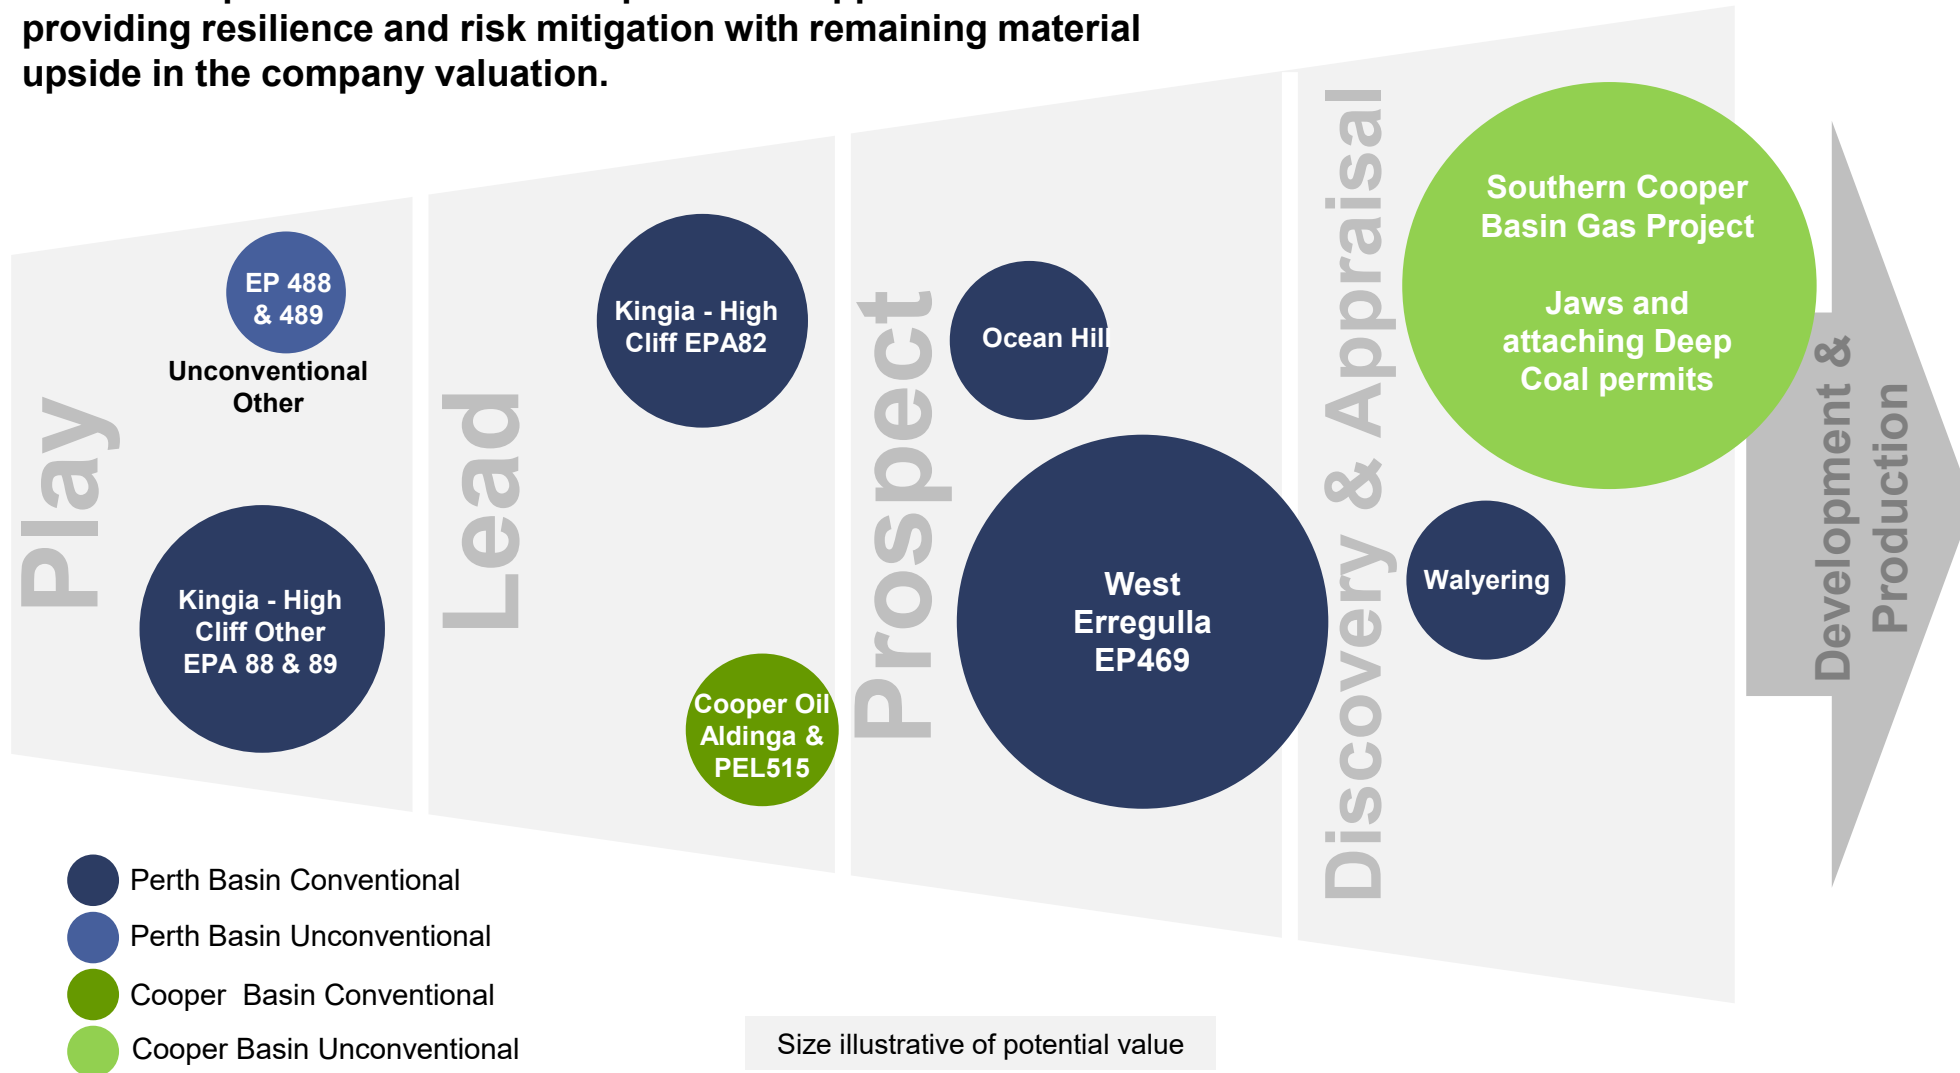 providing resilience and risk mitigation with remaining material
upside in the company valuation.
Play
EP 488
& 489
Unconventional
Other
Kingia - High
Cliff Other
EPA 88 & 89
Lead
Kingia - High
Cliff EPA82
Cooper Oil
Aldinga &
PEL515
Prospect
Ocean Hill
West
Erregulla
EP469
Discovery & Appraisal
Southern Cooper
Basin Gas Project
Jaws and
attaching Deep
Coal permits
Walyering
Development &
Production
Perth Basin Conventional
Perth Basin Unconventional
Cooper  Basin Conventional
Cooper Basin Unconventional
Size illustrative of potential value